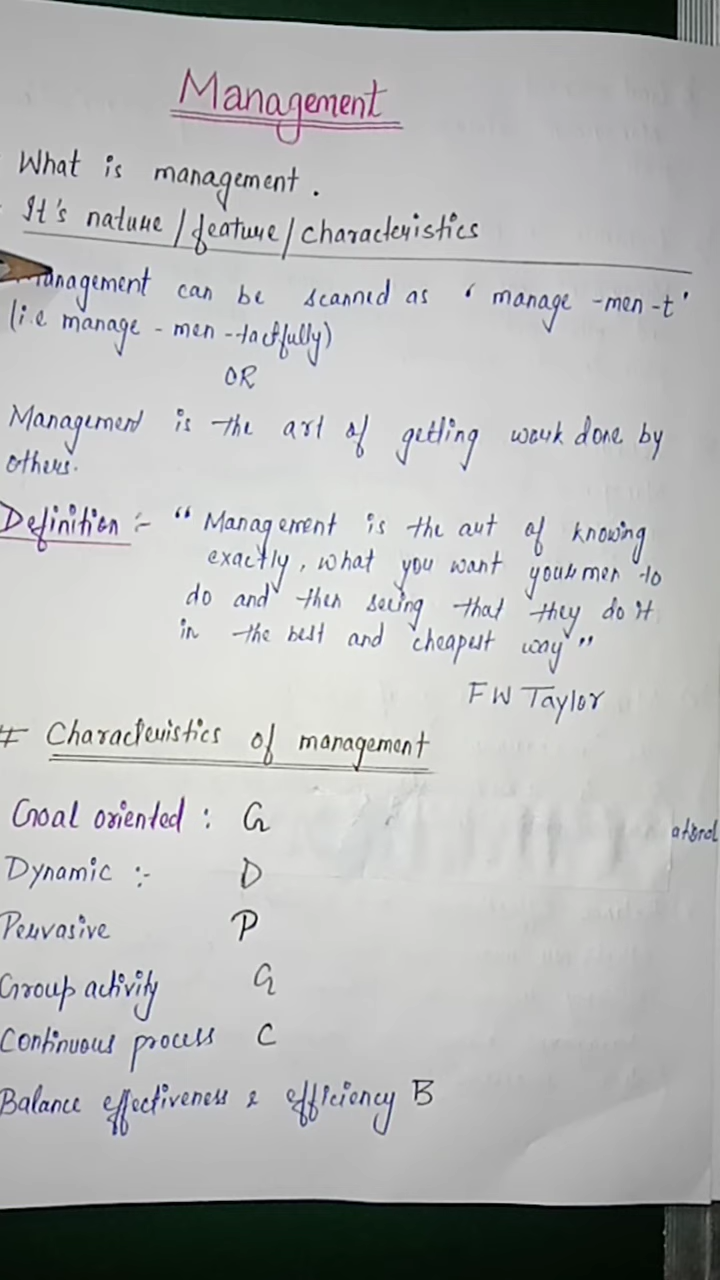 Management
What is management.
It's nature/feature/characteristics
Management can be scanned as 'manage-men-t'
(i.e manage-men-tactfully)
OR
Management is the art of getting work done by
others.
Definition :- "Management is the art of knowing
exactly, what you want your men to
do and then seeing that they do it
in the best and cheapest way"
FW Taylor
# Characteristics of management
Goal oriented : G
Dynamic :- D
Pervasive P
Group activity G
Continuous process C
Balance effectiveness & efficiency B